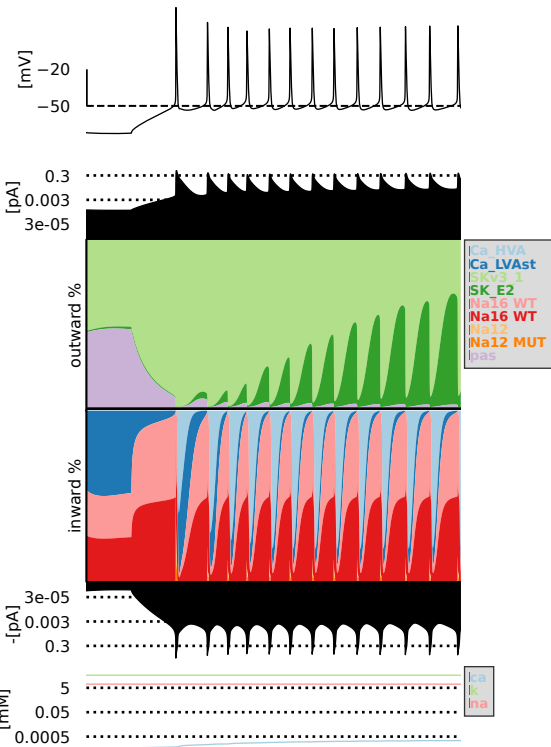 [mV]
−20
−50
[pA]
0.3
0.003
3e-05
outward %
Ca_HVA
Ca_LVAst
SKv3_1
SK_E2
Na16 WT
Na16 WT
Na12
Na12 MUT
pas
inward %
-[pA]
3e-05
0.003
0.3
[mM]
5
0.05
0.0005
ca
k
na